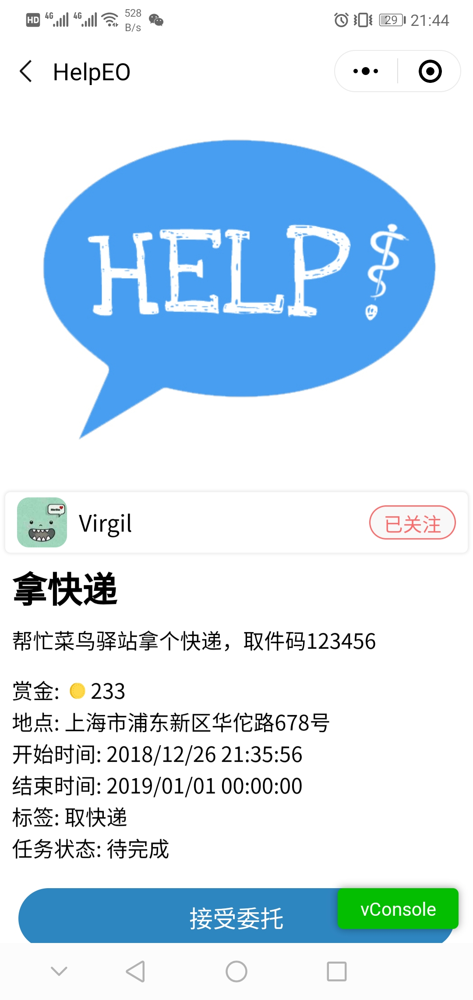 HD 4G 4G 528 B/s 29 21:44
HelpEO
HELP!
Hello
Virgil
已关注
拿快递
帮忙菜鸟驿站拿个快递，取件码123456
赏金: 233
地点: 上海市浦东新区华佗路678号
开始时间: 2018/12/26 21:35:56
结束时间: 2019/01/01 00:00:00
标签: 取快递
任务状态: 待完成
接受委托
vConsole